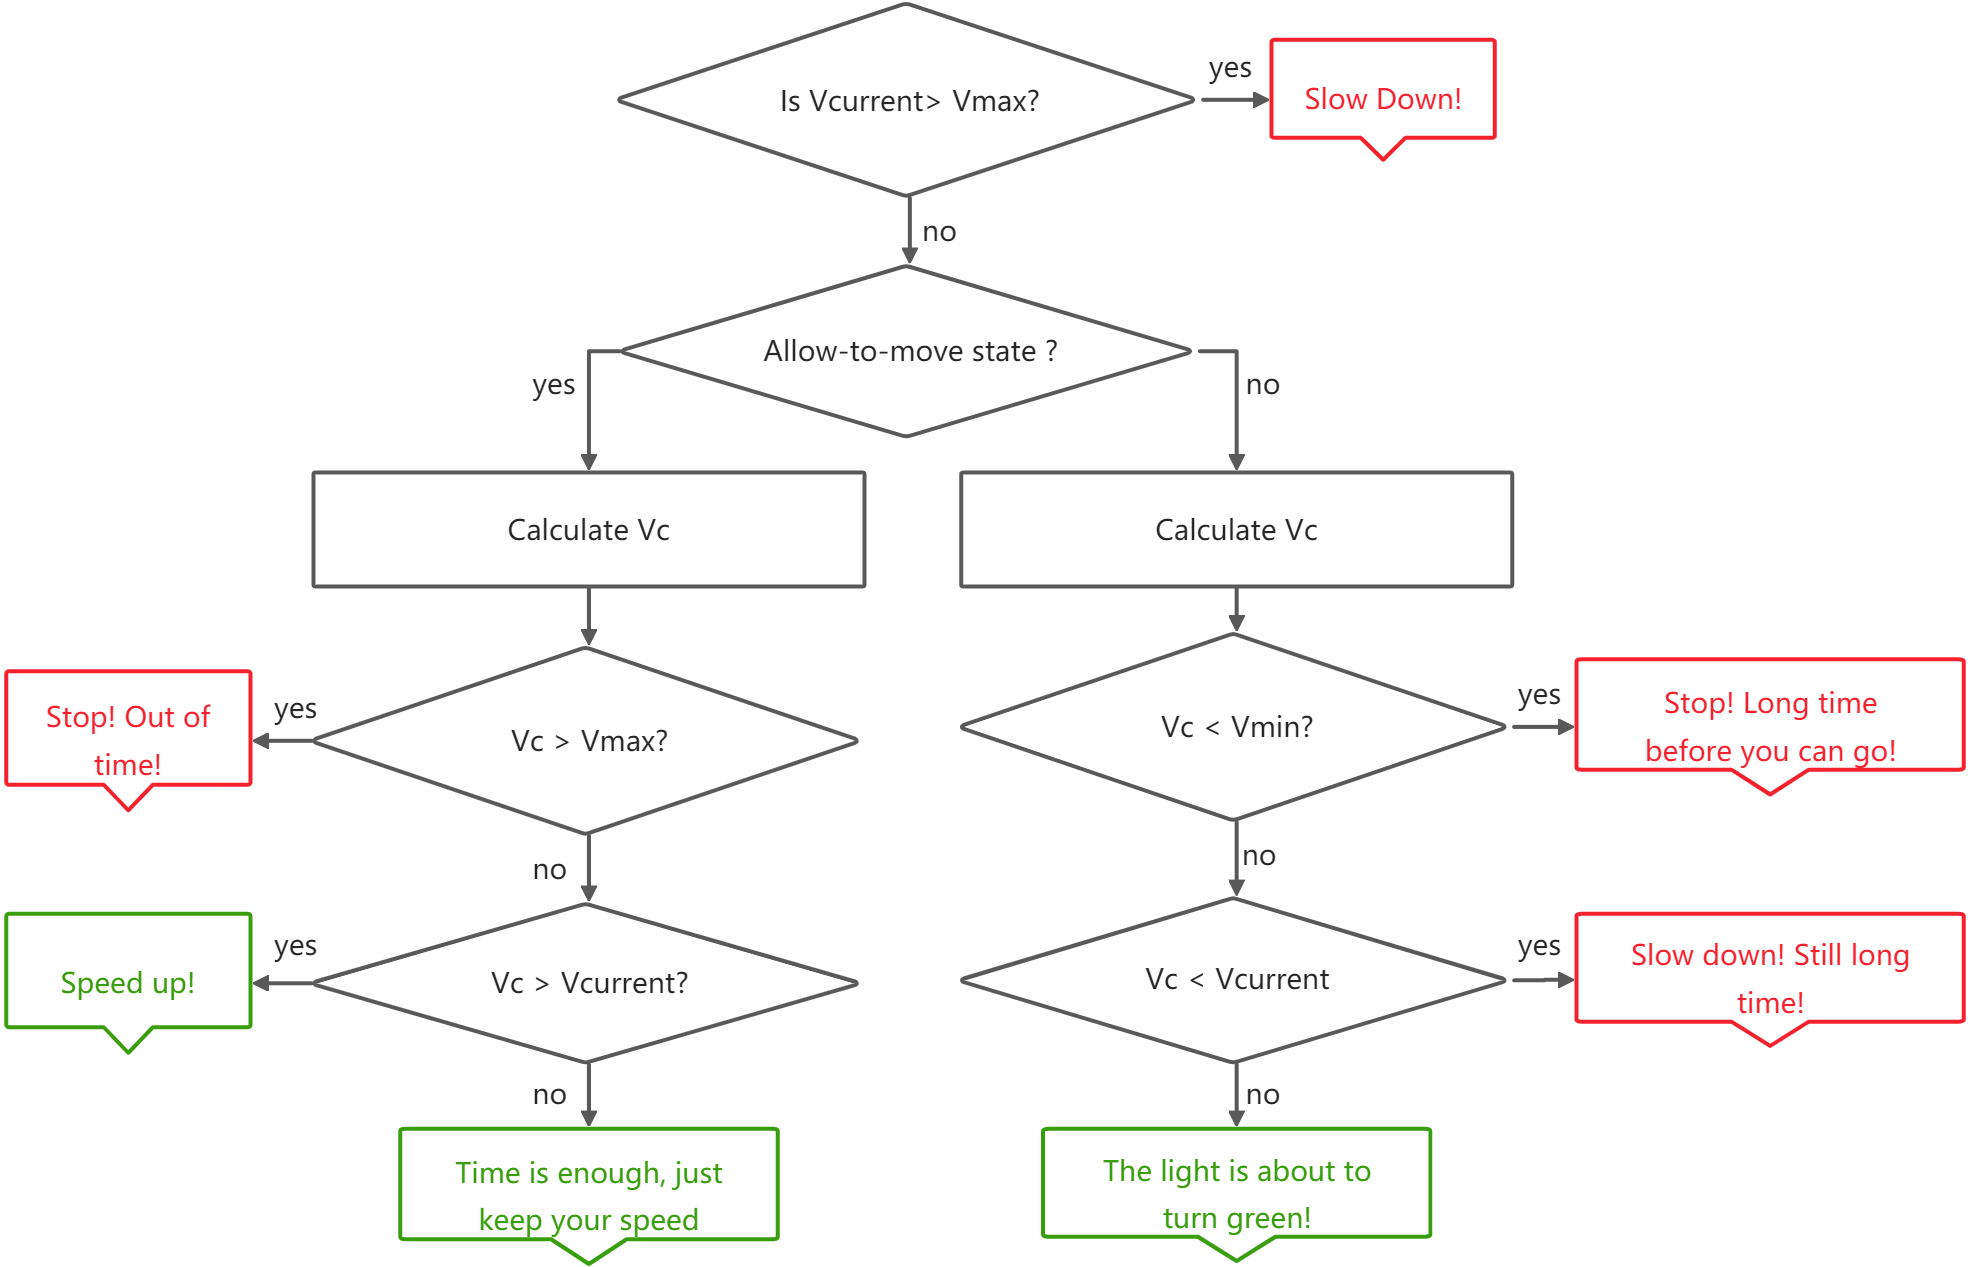 Is Vcurrent> Vmax?
yes
Slow Down!
no
Allow-to-move state ?
yes
no
Calculate Vc
Calculate Vc
Vc > Vmax?
yes
Stop! Out of
time!
Vc < Vmin?
yes
Stop! Long time
before you can go!
no
no
Vc > Vcurrent?
yes
Speed up!
Vc < Vcurrent
yes
Slow down! Still long
time!
no
no
Time is enough, just
keep your speed
The light is about to
turn green!